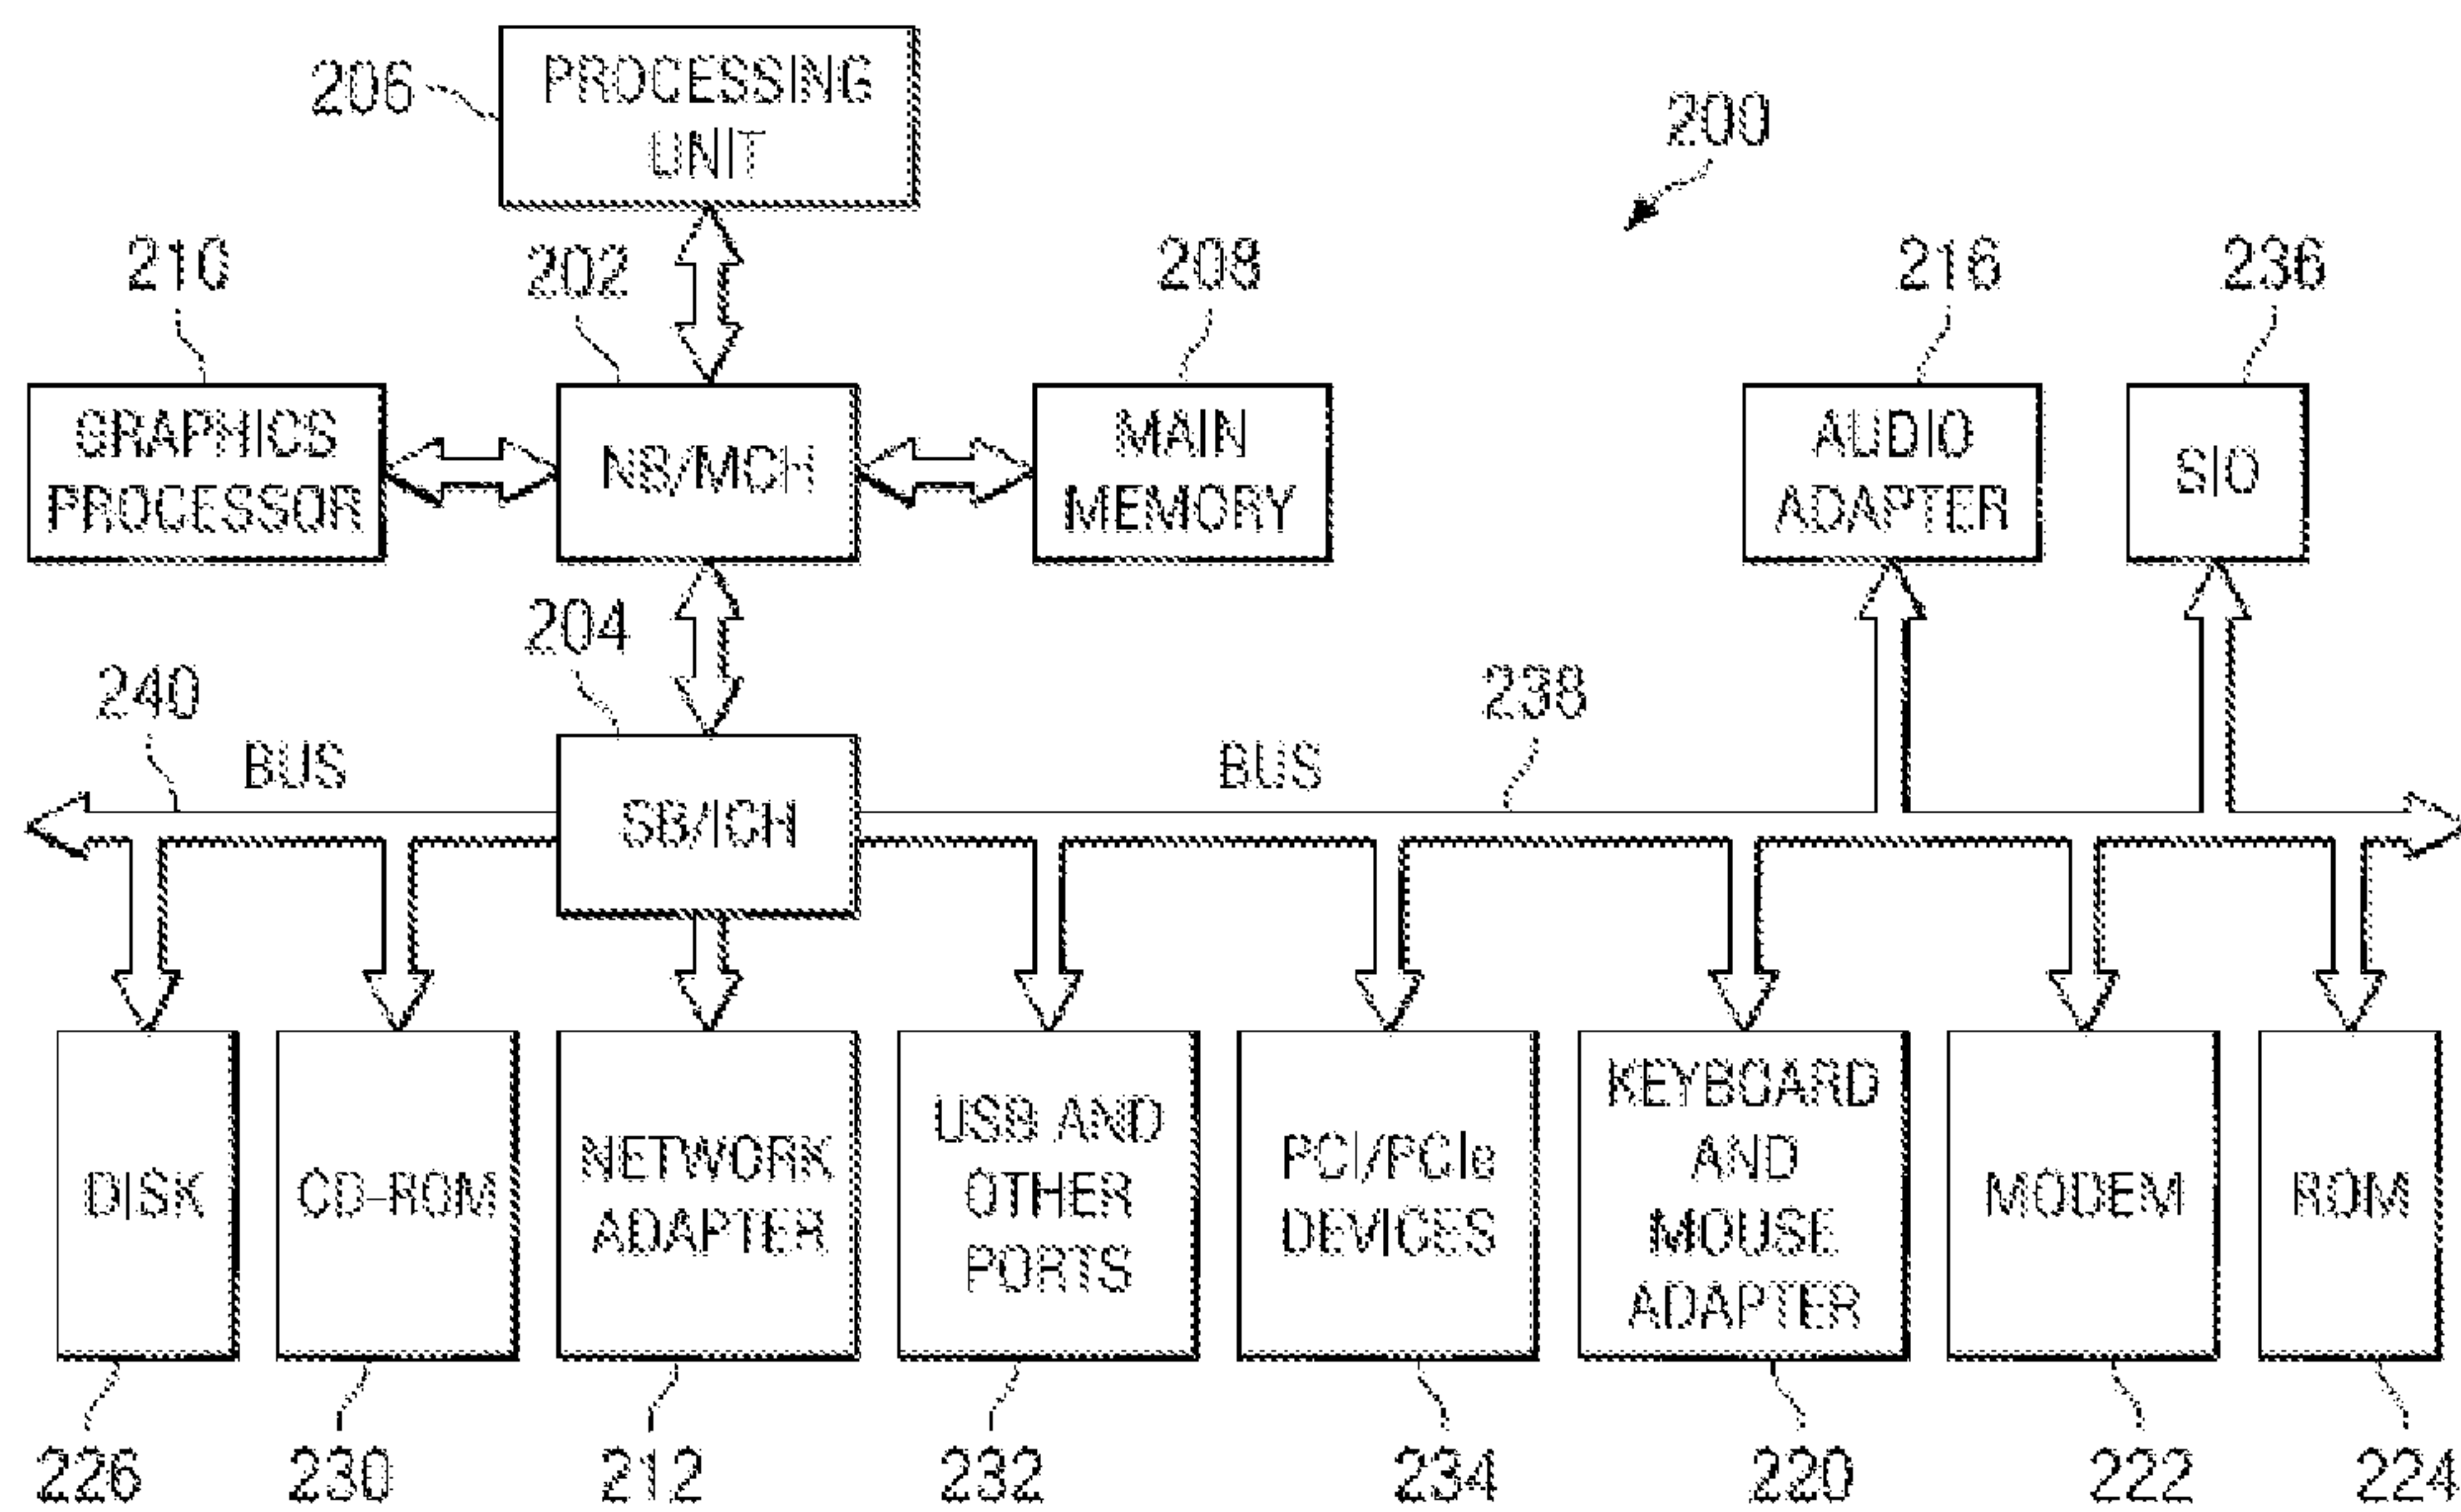 206
PROCESSING
UNIT
200
210
202
208
216
236
GRAPHICS
PROCESSOR
NB/MCH
MAIN
MEMORY
AUDIO
ADAPTER
SIO
204
240
BUS
238
BUS
SB/ICH
DISK
CD-ROM
NETWORK
ADAPTER
USB AND
OTHER
PORTS
PCI/PCIe
DEVICES
KEYBOARD
AND
MOUSE
ADAPTER
MODEM
ROM
226
230
212
232
234
220
222
224